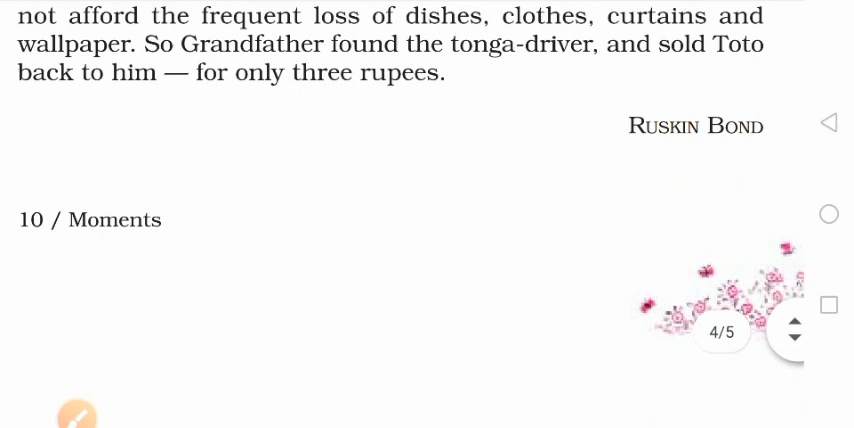 not afford the frequent loss of dishes, clothes, curtains and
wallpaper. So Grandfather found the tonga-driver, and sold Toto
back to him — for only three rupees.
RUSKIN BOND
10 / Moments
4/5